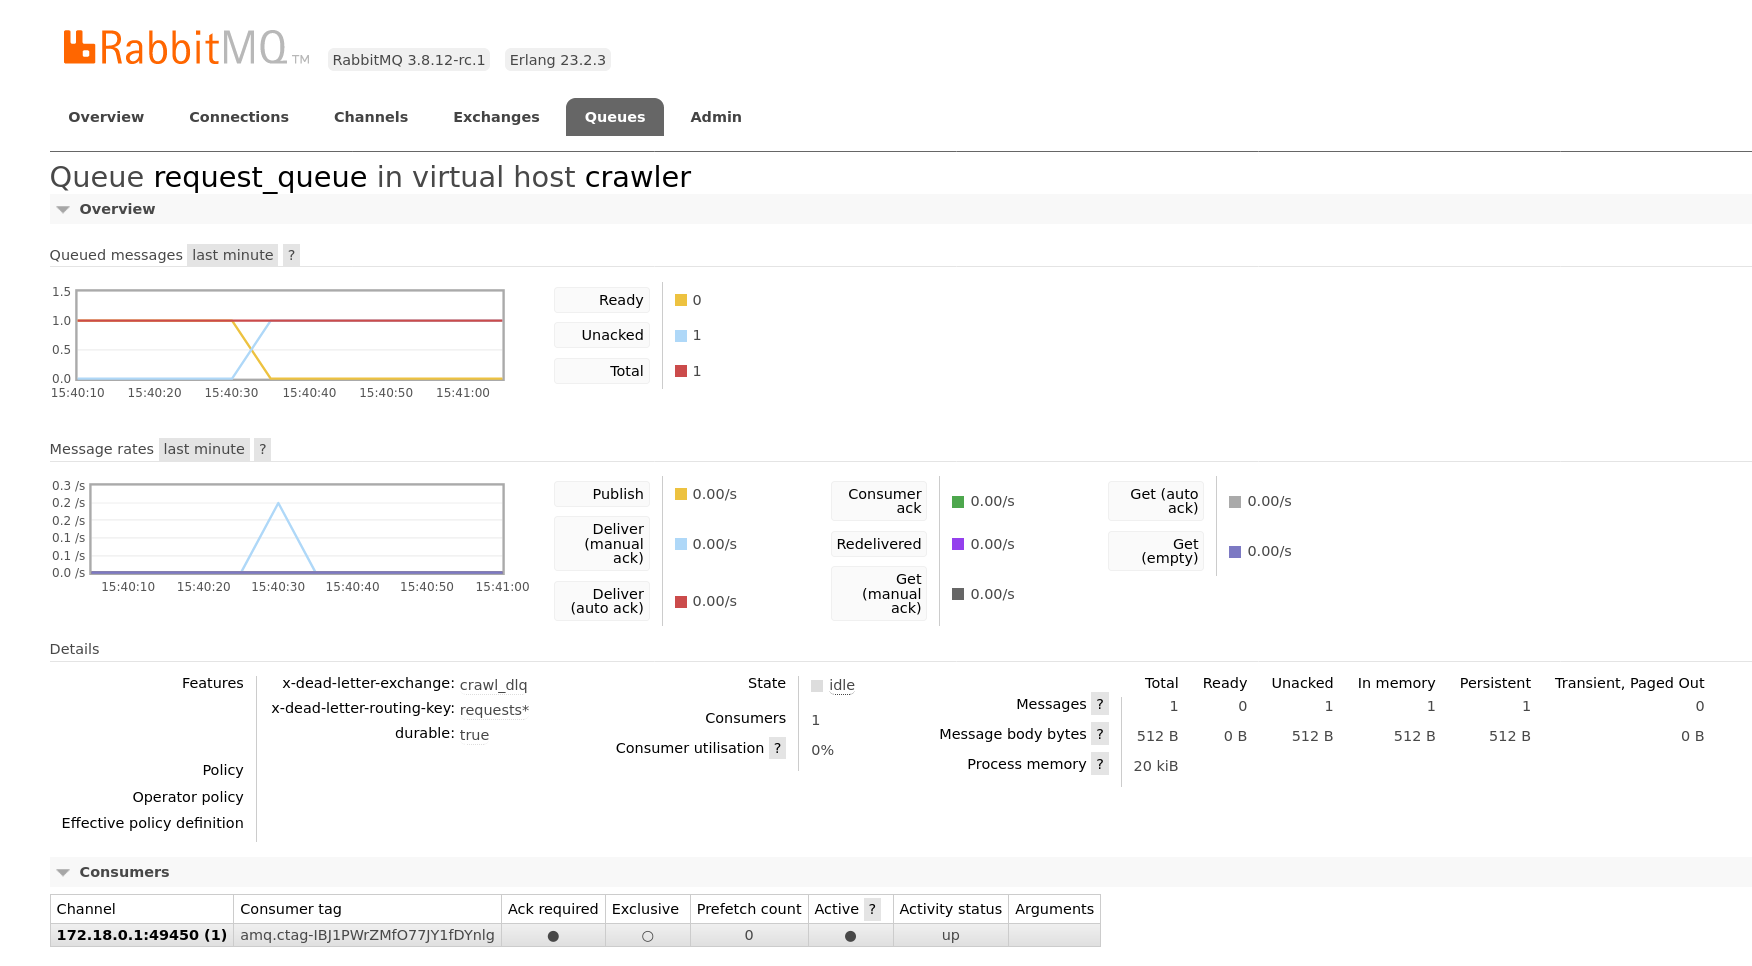 RabbitMQ TM RabbitMQ 3.8.12-rc.1 Erlang 23.2.3
Overview Connections Channels Exchanges Queues Admin
Queue request_queue in virtual host crawler
Overview
Queued messages last minute ?
1.5
1.0
0.5
0.0
15:40:10 15:40:20 15:40:30 15:40:40 15:40:50 15:41:00
Ready 0
Unacked 1
Total 1
Message rates last minute ?
0.3 /s
0.2 /s
0.2 /s
0.1 /s
0.1 /s
0.0 /s
15:40:10 15:40:20 15:40:30 15:40:40 15:40:50 15:41:00
Publish 0.00/s
Deliver
(manual 0.00/s
ack)
Deliver
(auto ack) 0.00/s
Consumer
ack 0.00/s
Redelivered 0.00/s
Get
(manual 0.00/s
ack)
Get (auto
ack) 0.00/s
Get
(empty) 0.00/s
Details
Features
x-dead-letter-exchange: crawl_dlq
x-dead-letter-routing-key: requests*
durable: true
Policy
Operator policy
Effective policy definition
State idle
Consumers 1
Consumer utilisation ? 0%
Total Ready Unacked In memory Persistent Transient, Paged Out
Messages ? 1 0 1 1 1 0
Message body bytes ? 512 B 0 B 512 B 512 B 512 B 0 B
Process memory ? 20 kiB
Consumers
Channel Consumer tag Ack required Exclusive Prefetch count Active ? Activity status Arguments
172.18.0.1:49450 (1) amq.ctag-IBJ1PWrZMfO77JY1fDYnlg ● ○ 0 ● up